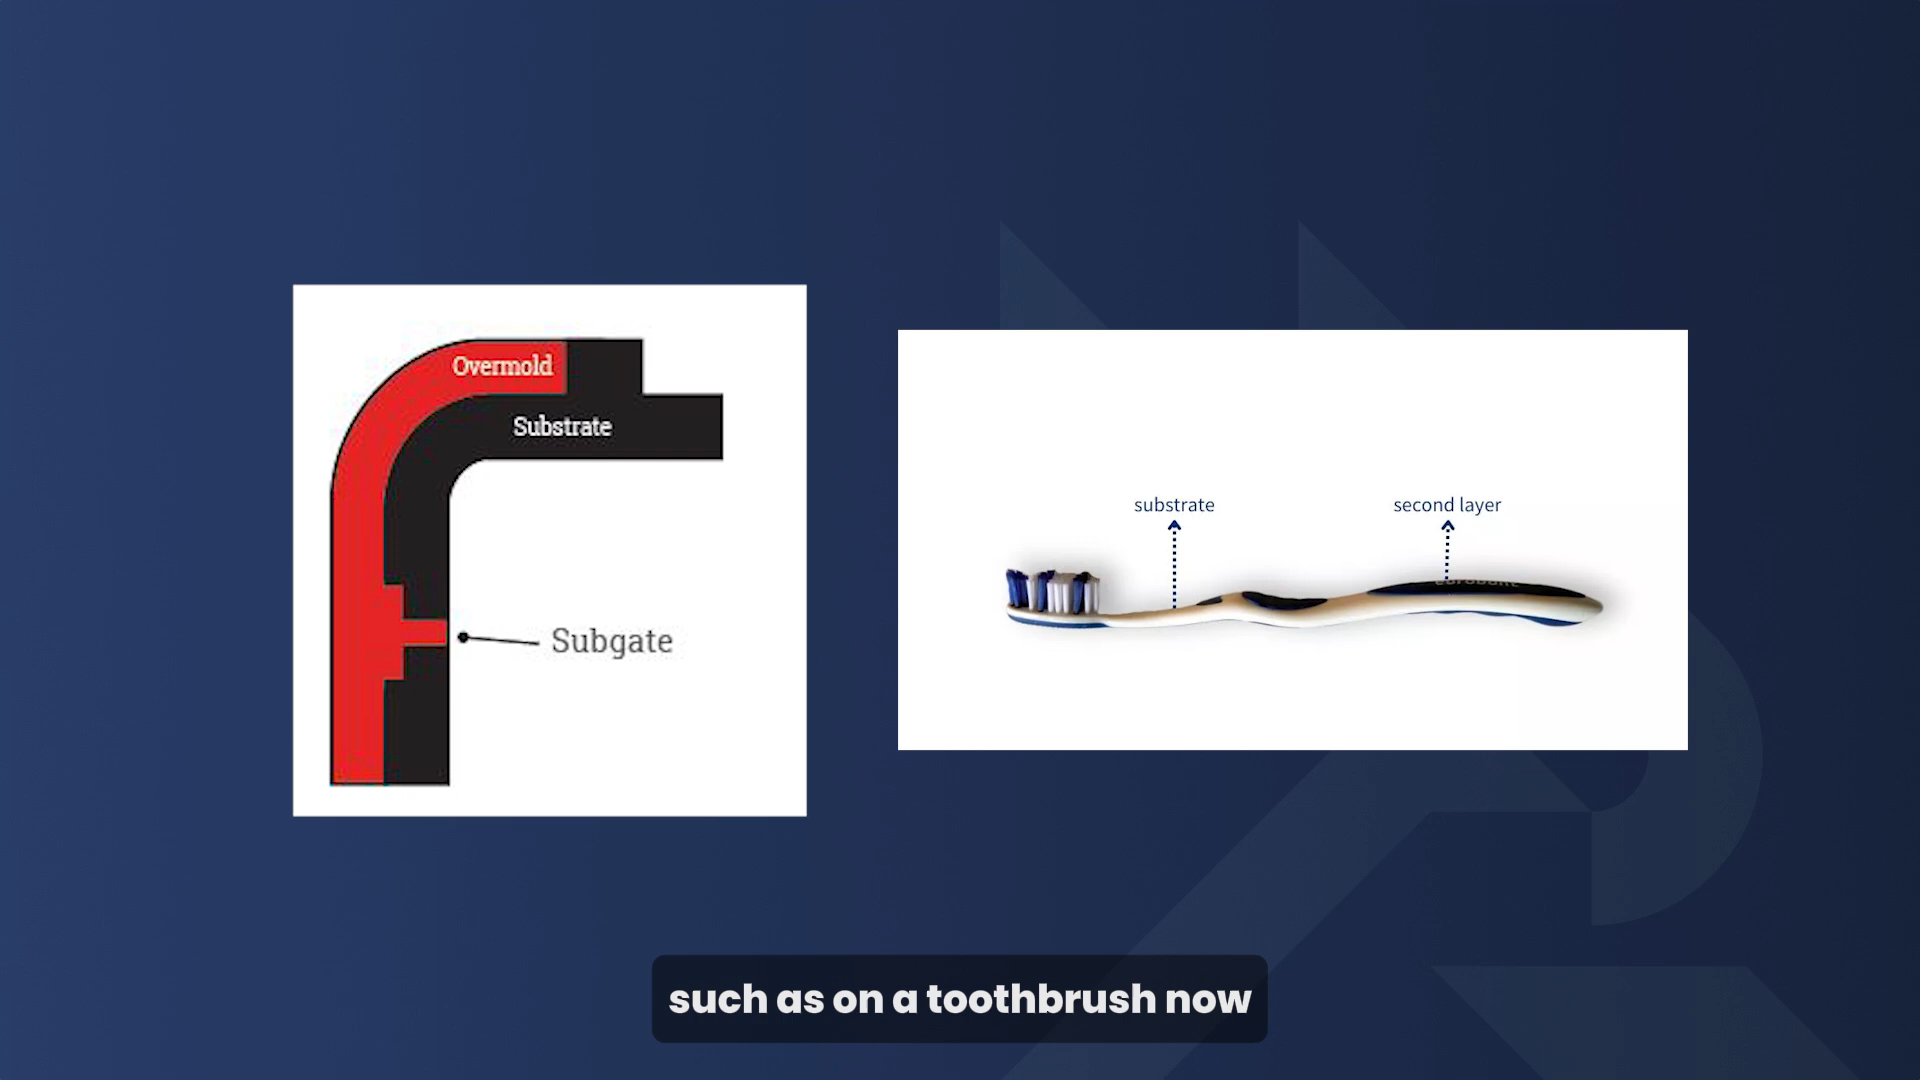 Overmold
Substrate
Subgate
substrate
second layer
such as on a toothbrush now